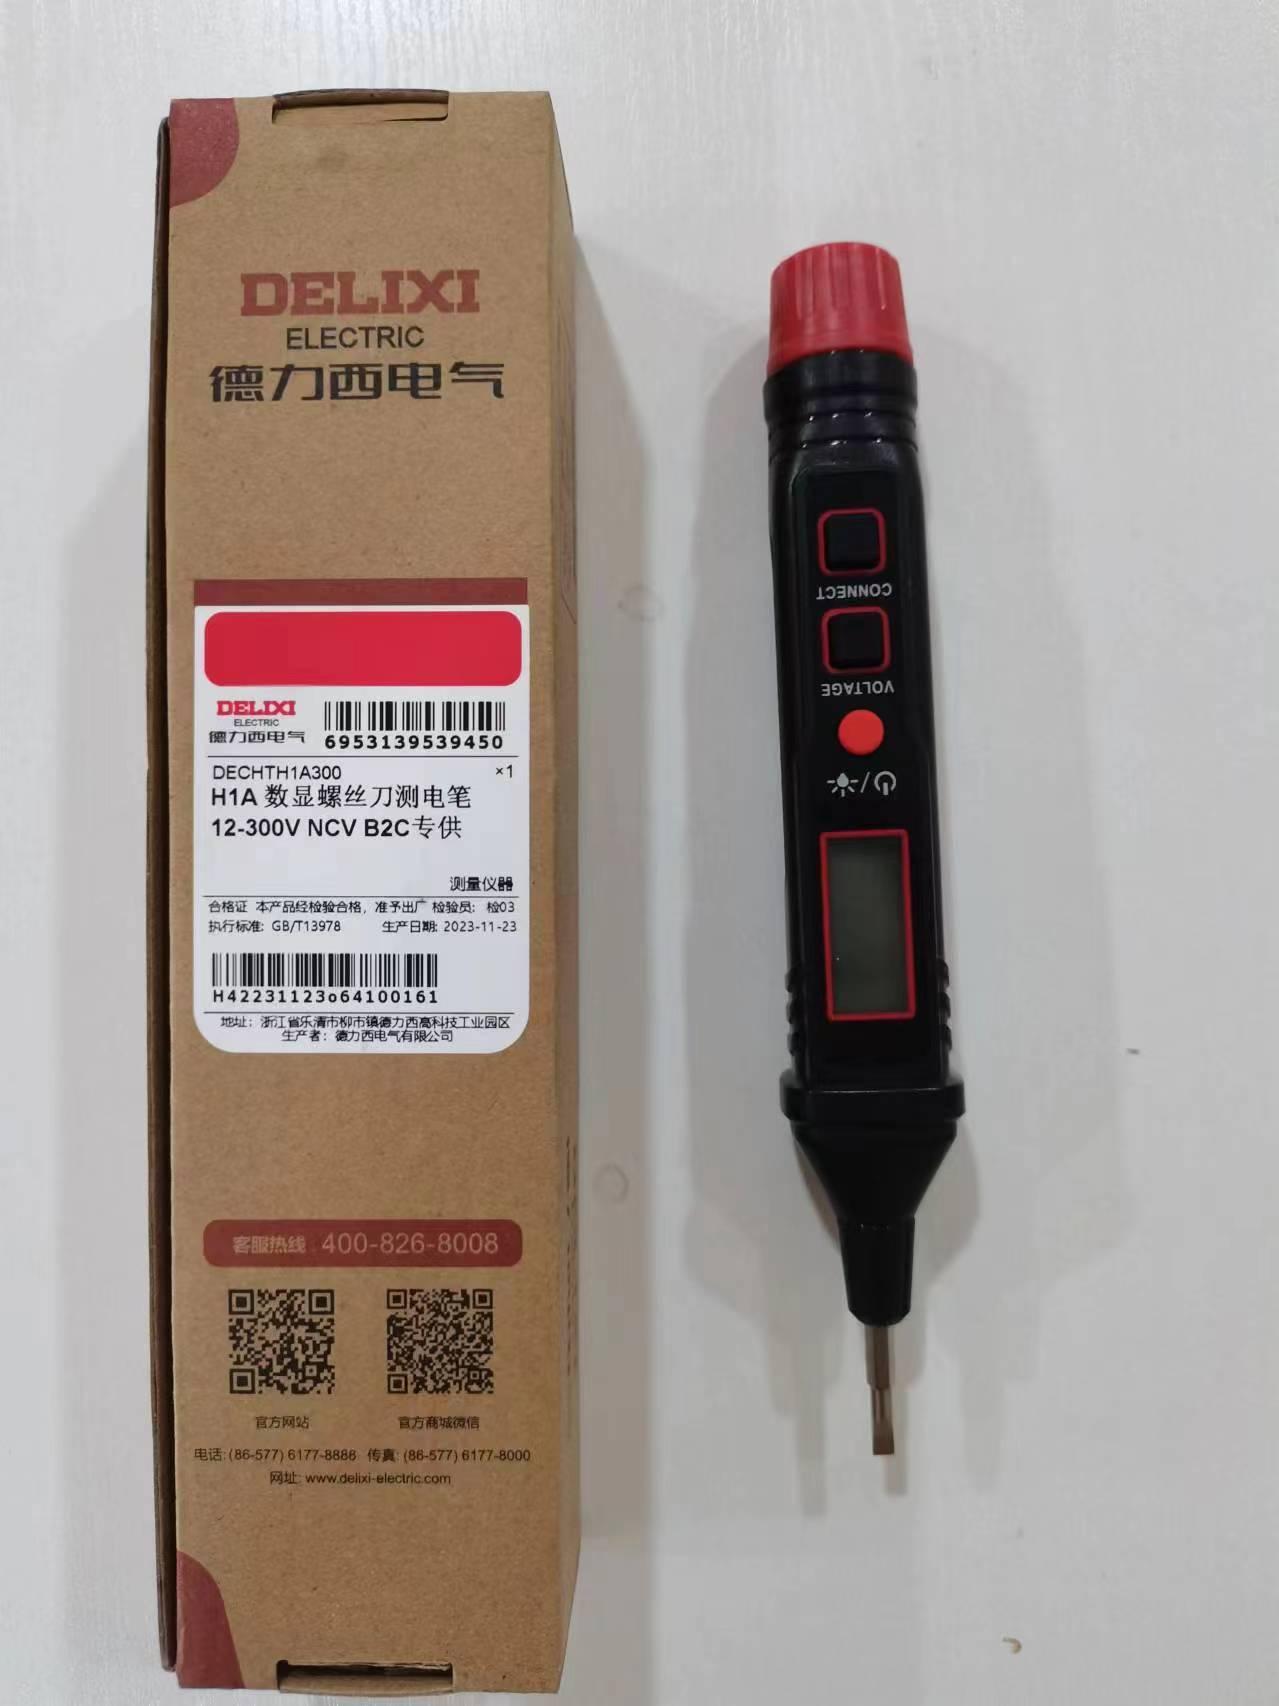 DELIXI
ELECTRIC
德力西电气
DELIXI
ELECTRIC
德力西电气
6953139539450
DECHTH1A300 ×1
H1A 数显螺丝刀测电笔
12-300V NCV B2C专供
测量仪器
合格证 本产品经检验合格，准予出厂 检验员: 检03
执行标准: GB/T13978 生产日期: 2023-11-23
H42231123o64100161
地址: 浙江省乐清市柳市镇德力西高科技工业园区
生产者: 德力西电气有限公司
客服热线 400-826-8008
官方网站 官方商城微信
电话: (86-577) 6177-8888 传真: (86-577) 6177-8000
网址: www.delixi-electric.com
CONNECT
VOLTAGE